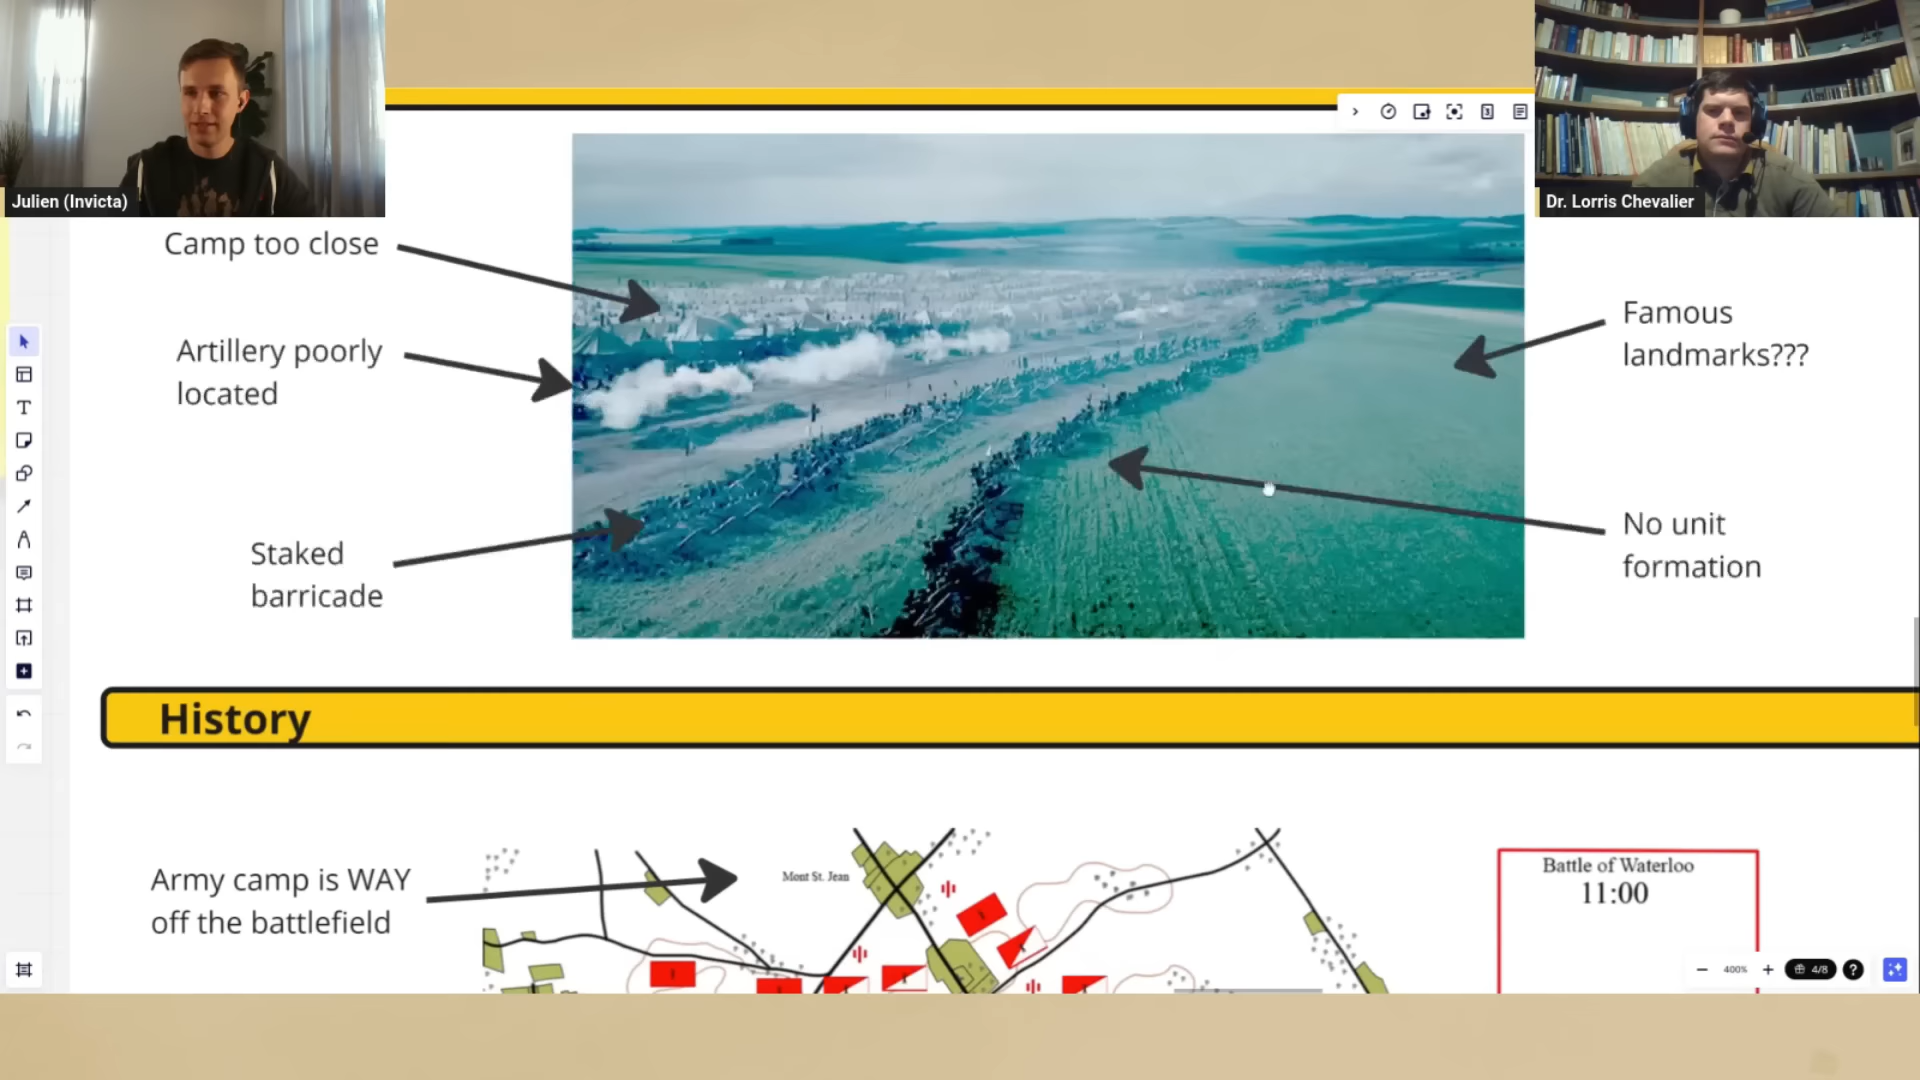 Julien (Invicta)
Dr. Lorris Chevalier
Camp too close
Artillery poorly
located
Staked
barricade
Famous
landmarks???
No unit
formation
History
Army camp is WAY
off the battlefield
Mont St. Jean
Battle of Waterloo
11:00
400%
4/8